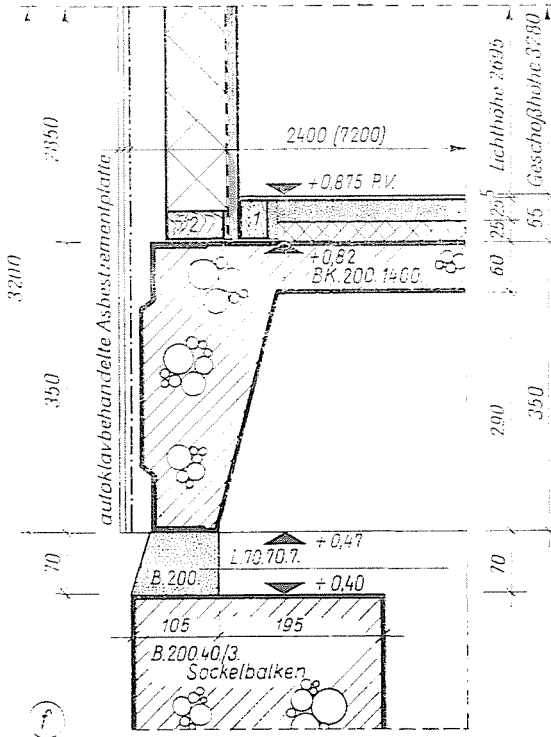 2850
3200
350
70
autoklavbehandelte Asbestzementplatte
2400 (7200)
+0,875 P.V.
2
1
+0,82
BK.200.1400.
+0,47
L.70.70.7.
B.200.
+0,40
105
195
B.200.40/3.
Sockelbalken
f
Lichthöhe 2695
Geschoßhöhe 3280
5
25
25
55
60
290
350
70